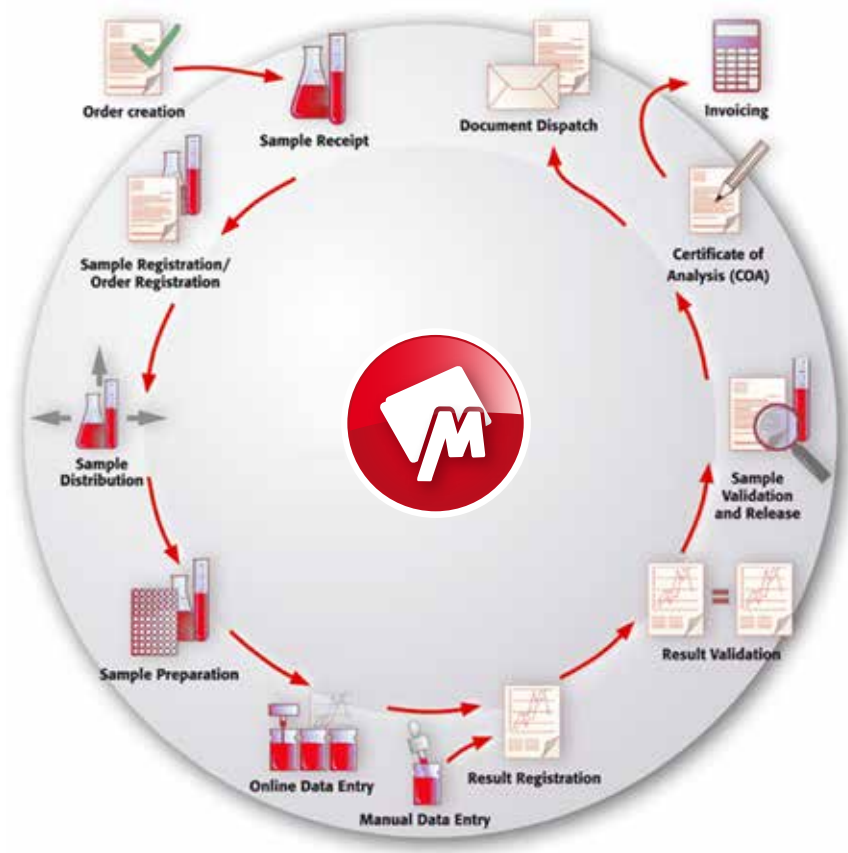 Order creation
Sample Receipt
Sample Registration/
Order Registration
Sample
Distribution
Sample Preparation
Online Data Entry
Manual Data Entry
Result Registration
Result Validation
Sample
Validation
and Release
Certificate of
Analysis (COA)
Document Dispatch
Invoicing
M